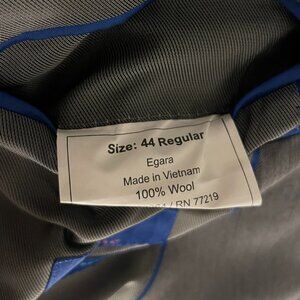 Size: 44 Regular
Egara
Made in Vietnam
100% Wool
/ RN 77219